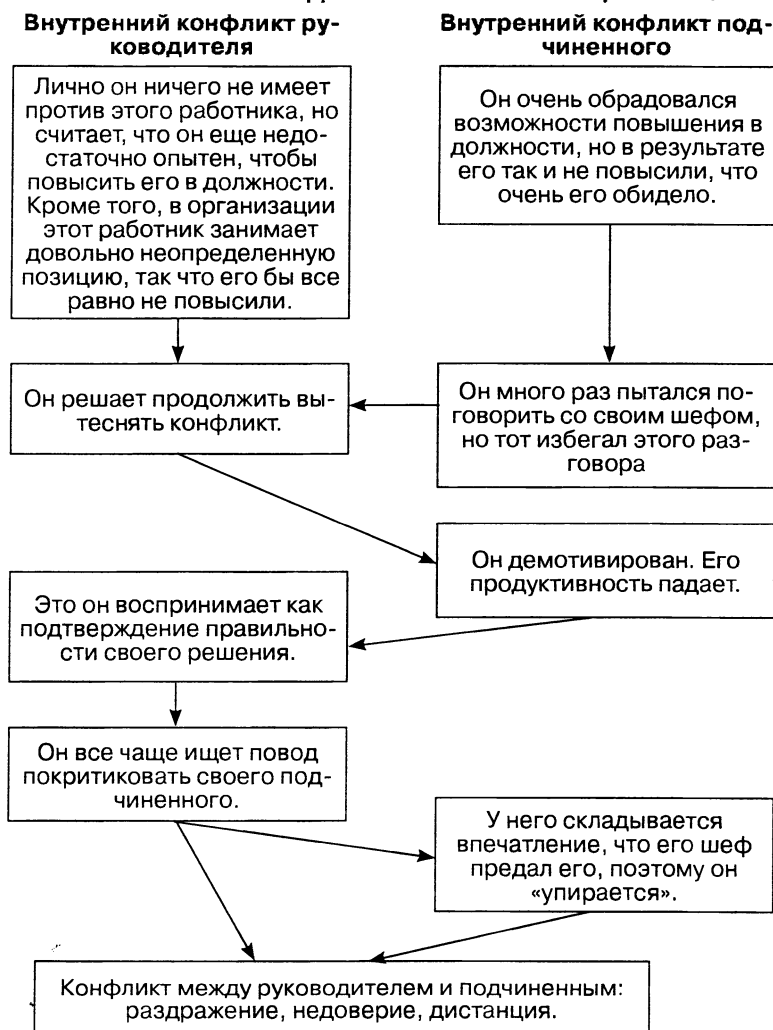 Внутренний конфликт ру-
ководителя
Внутренний конфликт под-
чиненного
Лично он ничего не имеет
против этого работника, но
считает, что он еще недо-
статочно опытен, чтобы
повысить его в должности.
Кроме того, в организации
этот работник занимает
довольно неопределенную
позицию, так что его бы все
равно не повысили.
Он очень обрадовался
возможности повышения в
должности, но в результате
его так и не повысили, что
очень его обидело.
Он решает продолжить вы-
теснять конфликт.
Он много раз пытался по-
говорить со своим шефом,
но тот избегал этого раз-
говора
Он демотивирован. Его
продуктивность падает.
Это он воспринимает как
подтверждение правильно-
сти своего решения.
Он все чаще ищет повод
покритиковать своего под-
чиненного.
У него складывается
впечатление, что его шеф
предал его, поэтому он
«упирается».
Конфликт между руководителем и подчиненным:
раздражение, недоверие, дистанция.